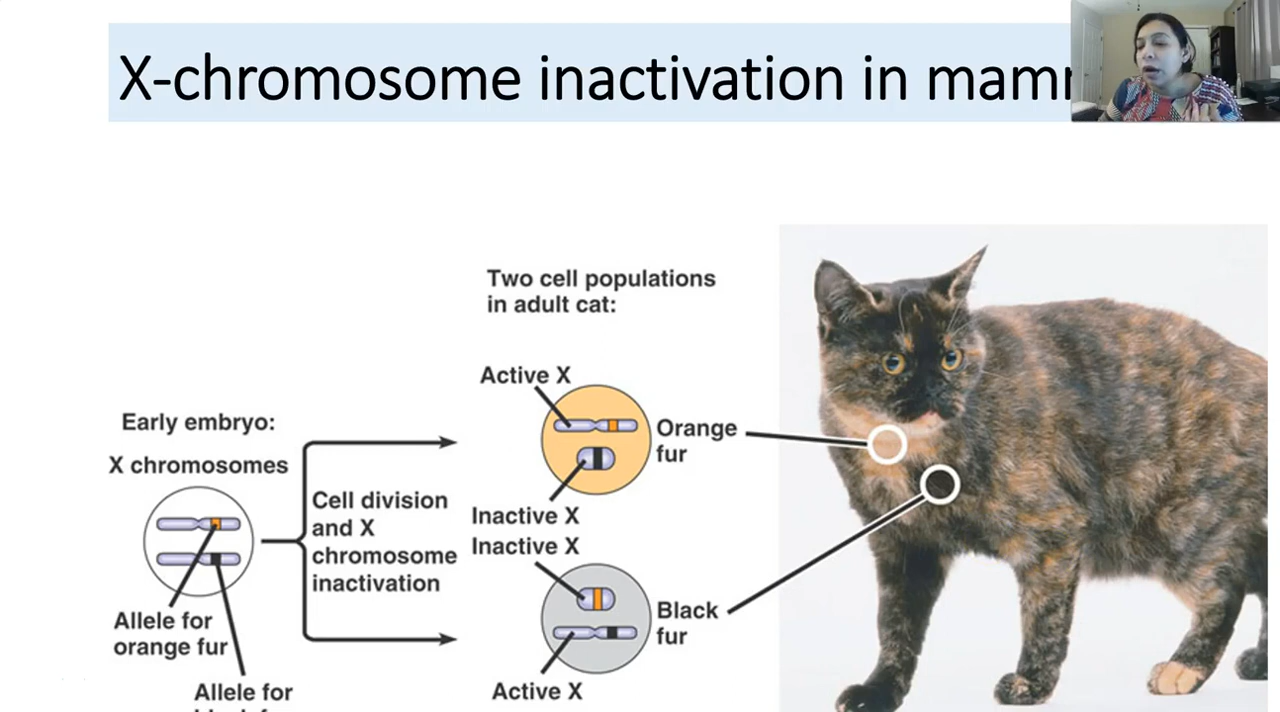 X-chromosome inactivation in
Two cell populations
in adult cat:
Active X
Early embryo:
Orange
fur
X chromosomes
Cell division
and X
chromosome
inactivation
Inactive X
Inactive X
Allele for
orange fur
Black
fur
Allele for
Active X